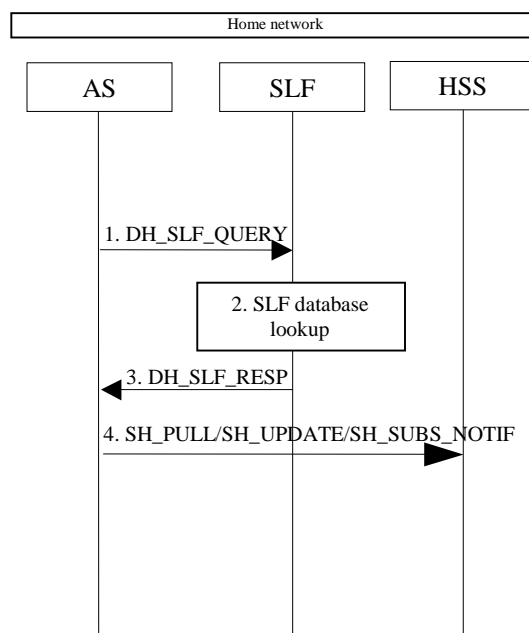 Home network
AS
SLF
HSS
1. DH_SLF_QUERY
2. SLF database
lookup
3. DH_SLF_RESP
4. SH_PULL/SH_UPDATE/SH_SUBS_NOTIF